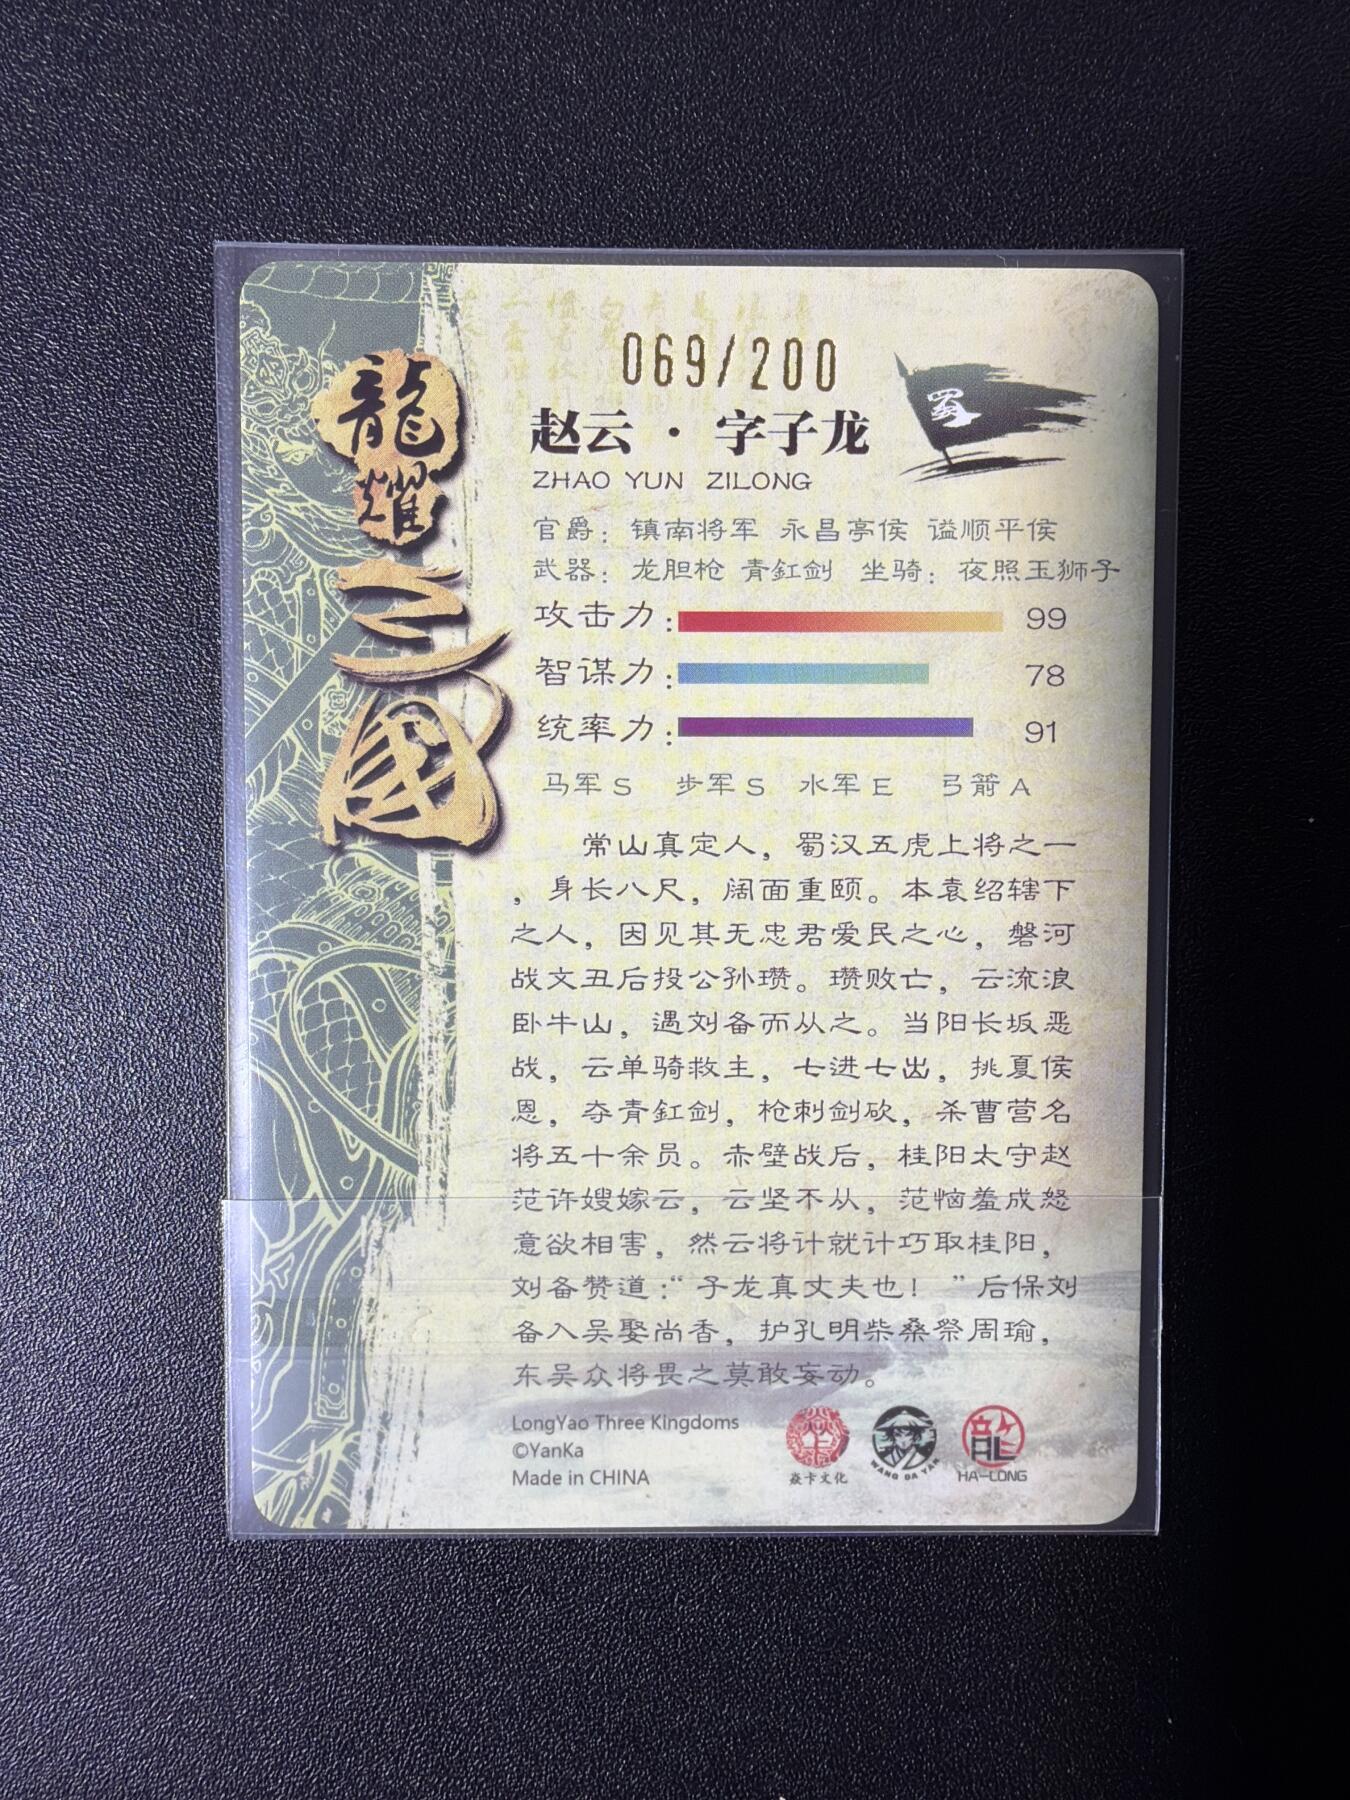 069/200
龍耀三國
蜀
赵云·字子龙
ZHAO YUN ZILONG
官爵：镇南将军 永昌亭侯 谥顺平侯
武器：龙胆枪 青釭剑 坐骑：夜照玉狮子
攻击力: 99
智谋力: 78
统率力: 91
马军S 步军S 水军E 弓箭A
常山真定人，蜀汉五虎上将之一
，身长八尺，阔面重颐。本袁绍辖下
之人，因见其无忠君爱民之心，磐河
战文丑后投公孙瓒。瓒败亡，云流浪
卧牛山，遇刘备而从之。当阳长坂恶
战，云单骑救主，七进七出，挑夏侯
恩，夺青釭剑，枪刺剑砍，杀曹营名
将五十余员。赤壁战后，桂阳太守赵
范许嫂嫁云，云坚不从，范恼羞成怒
意欲相害，然云将计就计巧取桂阳，
刘备赞道:“子龙真丈夫也！”后保刘
备入吴娶尚香，护孔明柴桑祭周瑜，
东吴众将畏之莫敢妄动。
LongYao Three Kingdoms
©YanKa
Made in CHINA
焱卡文化
WANG DA YAN
龍
HA-LONG